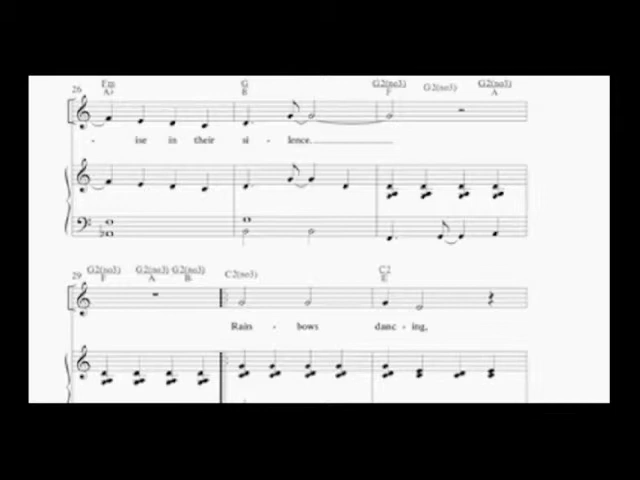 Fm G G2(no3) G2(no3) G2(no3)
26 A♭ B F A
- ise in their si - lence.
G2(no3) G2(no3) G2(no3) C2(no3) C2
29 F A B E
Rain - bows danc - ing,